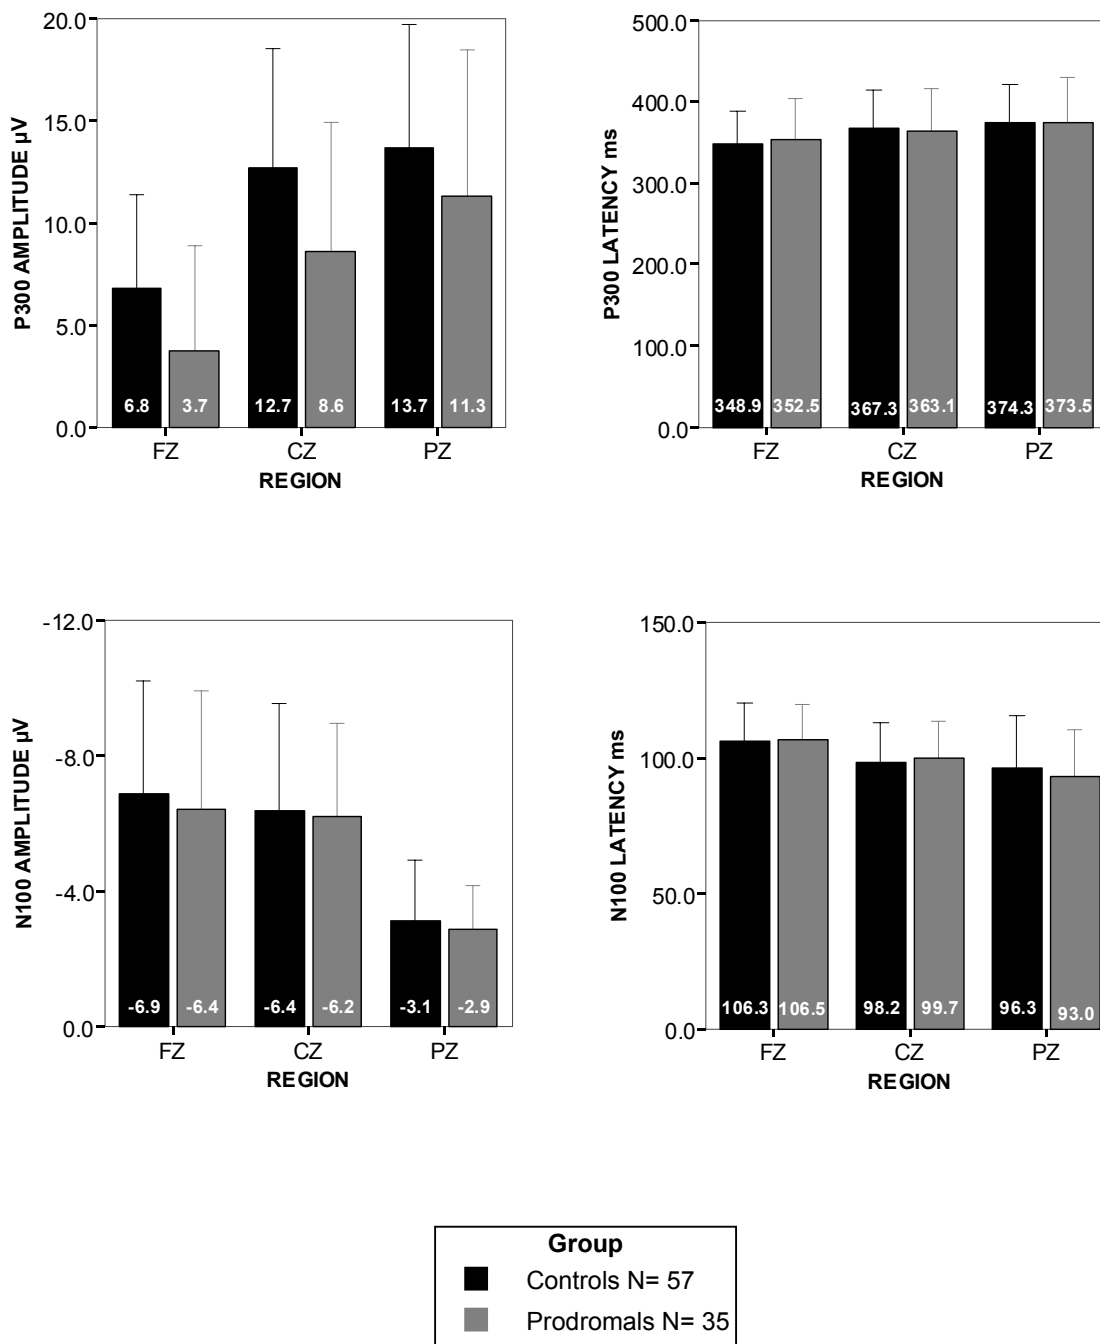 P300 AMPLITUDE µV
20.0
15.0
10.0
5.0
0.0
6.8 3.7 12.7 8.6 13.7 11.3
FZ CZ PZ
REGION
P300 LATENCY ms
500.0
400.0
300.0
200.0
100.0
0.0
348.9 352.5 367.3 363.1 374.3 373.5
FZ CZ PZ
REGION
N100 AMPLITUDE µV
-12.0
-8.0
-4.0
0.0
-6.9 -6.4 -6.4 -6.2 -3.1 -2.9
FZ CZ PZ
REGION
N100 LATENCY ms
150.0
100.0
50.0
0.0
106.3 106.5 98.2 99.7 96.3 93.0
FZ CZ PZ
REGION
Group
Controls N= 57
Prodromals N= 35